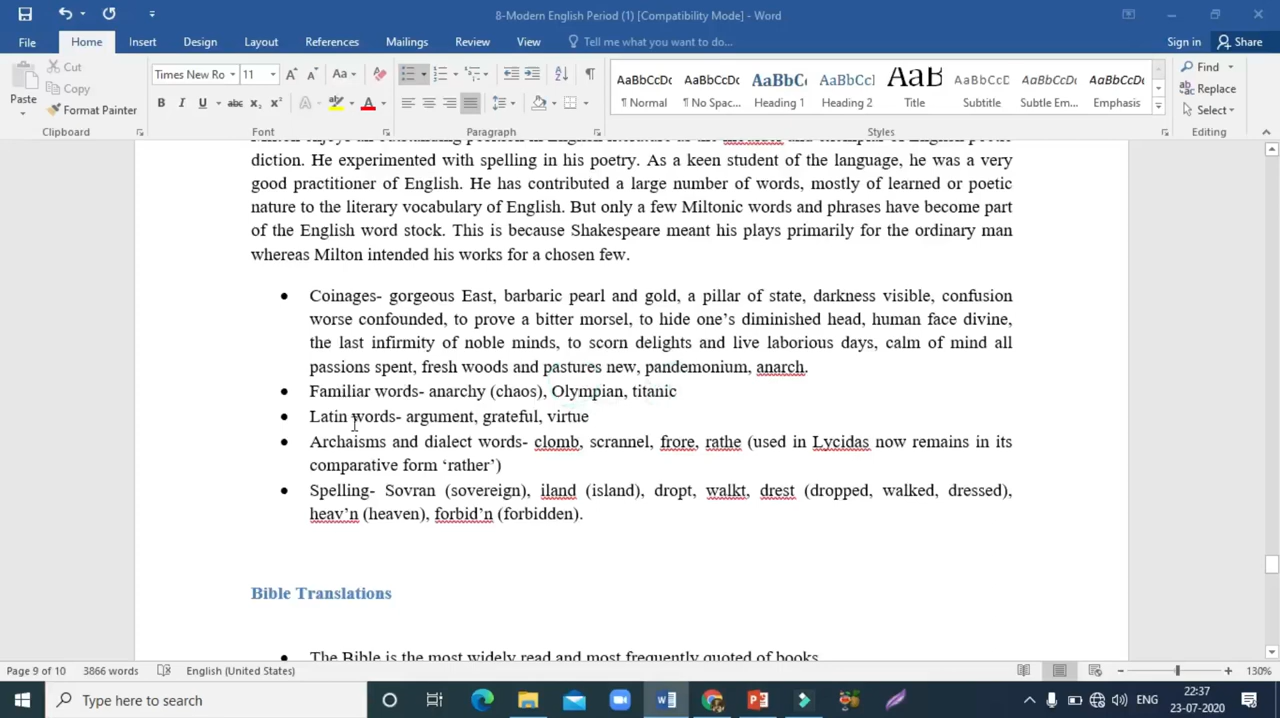 8-Modern English Period (1) [Compatibility Mode] - Word
File Home Insert Design Layout References Mailings Review View Tell me what you want to do... Sign in Share
Paste Cut Copy Format Painter
Clipboard
Times New Ro 11
Font
Paragraph
AaBbCcDc AaBbCcDc AaBbC AaBbCcl AaB AaBbCcD AaBbCcDc AaBbCcDc
¶ Normal ¶ No Spac... Heading 1 Heading 2 Title Subtitle Subtle Em... Emphasis
Styles
Find
Replace
Select
Editing
diction. He experimented with spelling in his poetry. As a keen student of the language, he was a very
good practitioner of English. He has contributed a large number of words, mostly of learned or poetic
nature to the literary vocabulary of English. But only a few Miltonic words and phrases have become part
of the English word stock. This is because Shakespeare meant his plays primarily for the ordinary man
whereas Milton intended his works for a chosen few.
• Coinages- gorgeous East, barbaric pearl and gold, a pillar of state, darkness visible, confusion
worse confounded, to prove a bitter morsel, to hide one’s diminished head, human face divine,
the last infirmity of noble minds, to scorn delights and live laborious days, calm of mind all
passions spent, fresh woods and pastures new, pandemonium, anarch.
• Familiar words- anarchy (chaos), Olympian, titanic
• Latin words- argument, grateful, virtue
• Archaisms and dialect words- clomb, scrannel, frore, rathe (used in Lycidas now remains in its
comparative form ‘rather’)
• Spelling- Sovran (sovereign), iland (island), dropt, walkt, drest (dropped, walked, dressed),
heav’n (heaven), forbid’n (forbidden).
Bible Translations
• The Bible is the most widely read and most frequently quoted of books
Page 9 of 10 3866 words English (United States) 130%
Type here to search
ENG
22:37
23-07-2020